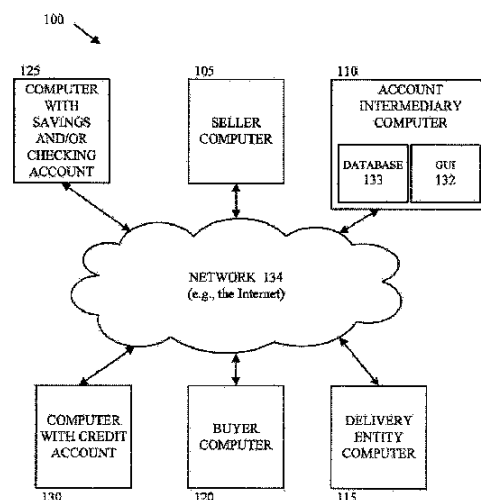 100
125
COMPUTER
WITH
SAVINGS
AND/OR
CHECKING
ACCOUNT
105
SELLER
COMPUTER
110
ACCOUNT
INTERMEDIARY
COMPUTER
DATABASE
133
GUI
132
NETWORK 134
(e.g., the Internet)
COMPUTER
WITH CREDIT
ACCOUNT
130
BUYER
COMPUTER
120
DELIVERY
ENTITY
COMPUTER
115